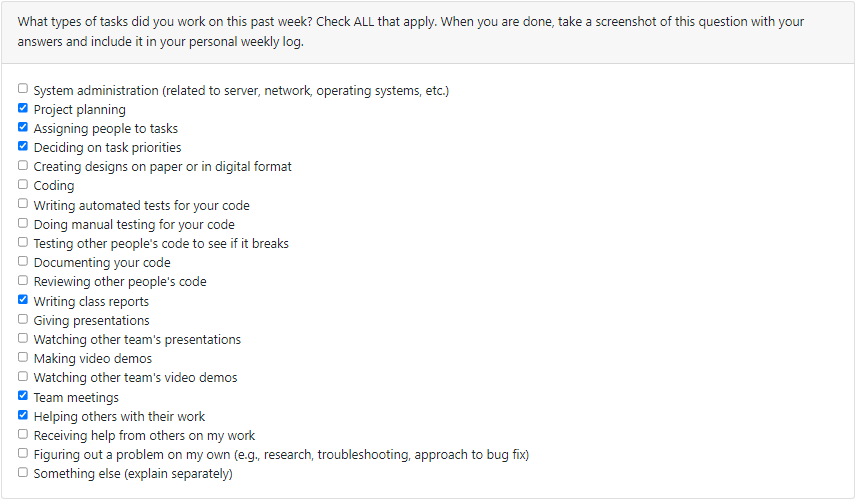 What types of tasks did you work on this past week? Check ALL that apply. When you are done, take a screenshot of this question with your
answers and include it in your personal weekly log.
System administration (related to server, network, operating systems, etc.)
Project planning
Assigning people to tasks
Deciding on task priorities
Creating designs on paper or in digital format
Coding
Writing automated tests for your code
Doing manual testing for your code
Testing other people's code to see if it breaks
Documenting your code
Reviewing other people's code
Writing class reports
Giving presentations
Watching other team's presentations
Making video demos
Watching other team's video demos
Team meetings
Helping others with their work
Receiving help from others on my work
Figuring out a problem on my own (e.g., research, troubleshooting, approach to bug fix)
Something else (explain separately)